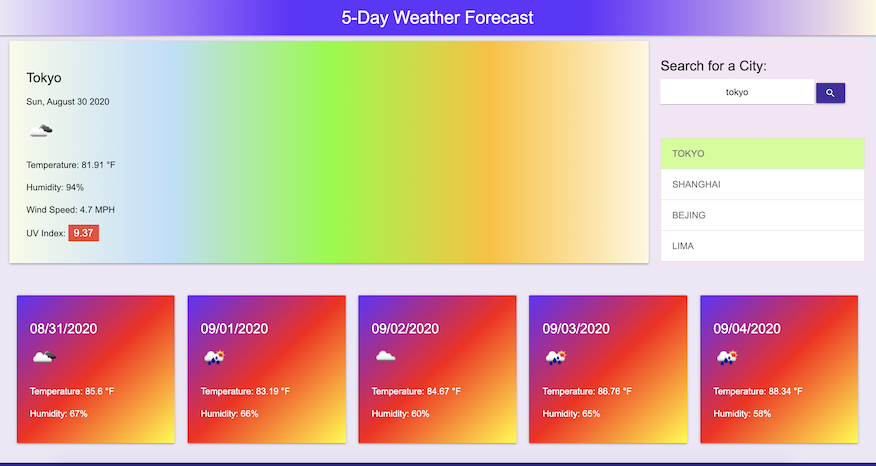 5-Day Weather Forecast
Tokyo
Sun, August 30 2020
Temperature: 81.91 °F
Humidity: 94%
Wind Speed: 4.7 MPH
UV Index: 9.37
Search for a City:
tokyo
TOKYO
SHANGHAI
BEJING
LIMA
08/31/2020
Temperature: 85.6 °F
Humidity: 67%
09/01/2020
Temperature: 83.19 °F
Humidity: 66%
09/02/2020
Temperature: 84.67 °F
Humidity: 60%
09/03/2020
Temperature: 86.76 °F
Humidity: 65%
09/04/2020
Temperature: 88.34 °F
Humidity: 58%